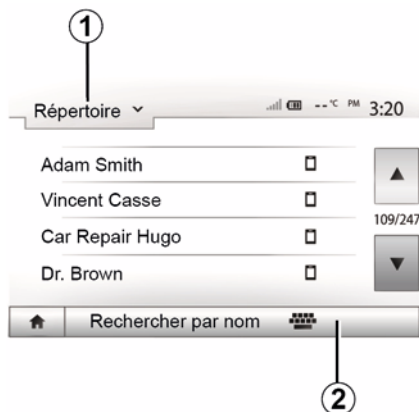 1
Répertoire
--°C PM 3:20
Adam Smith
Vincent Casse
109/247
Car Repair Hugo
Dr. Brown
Rechercher par nom
2